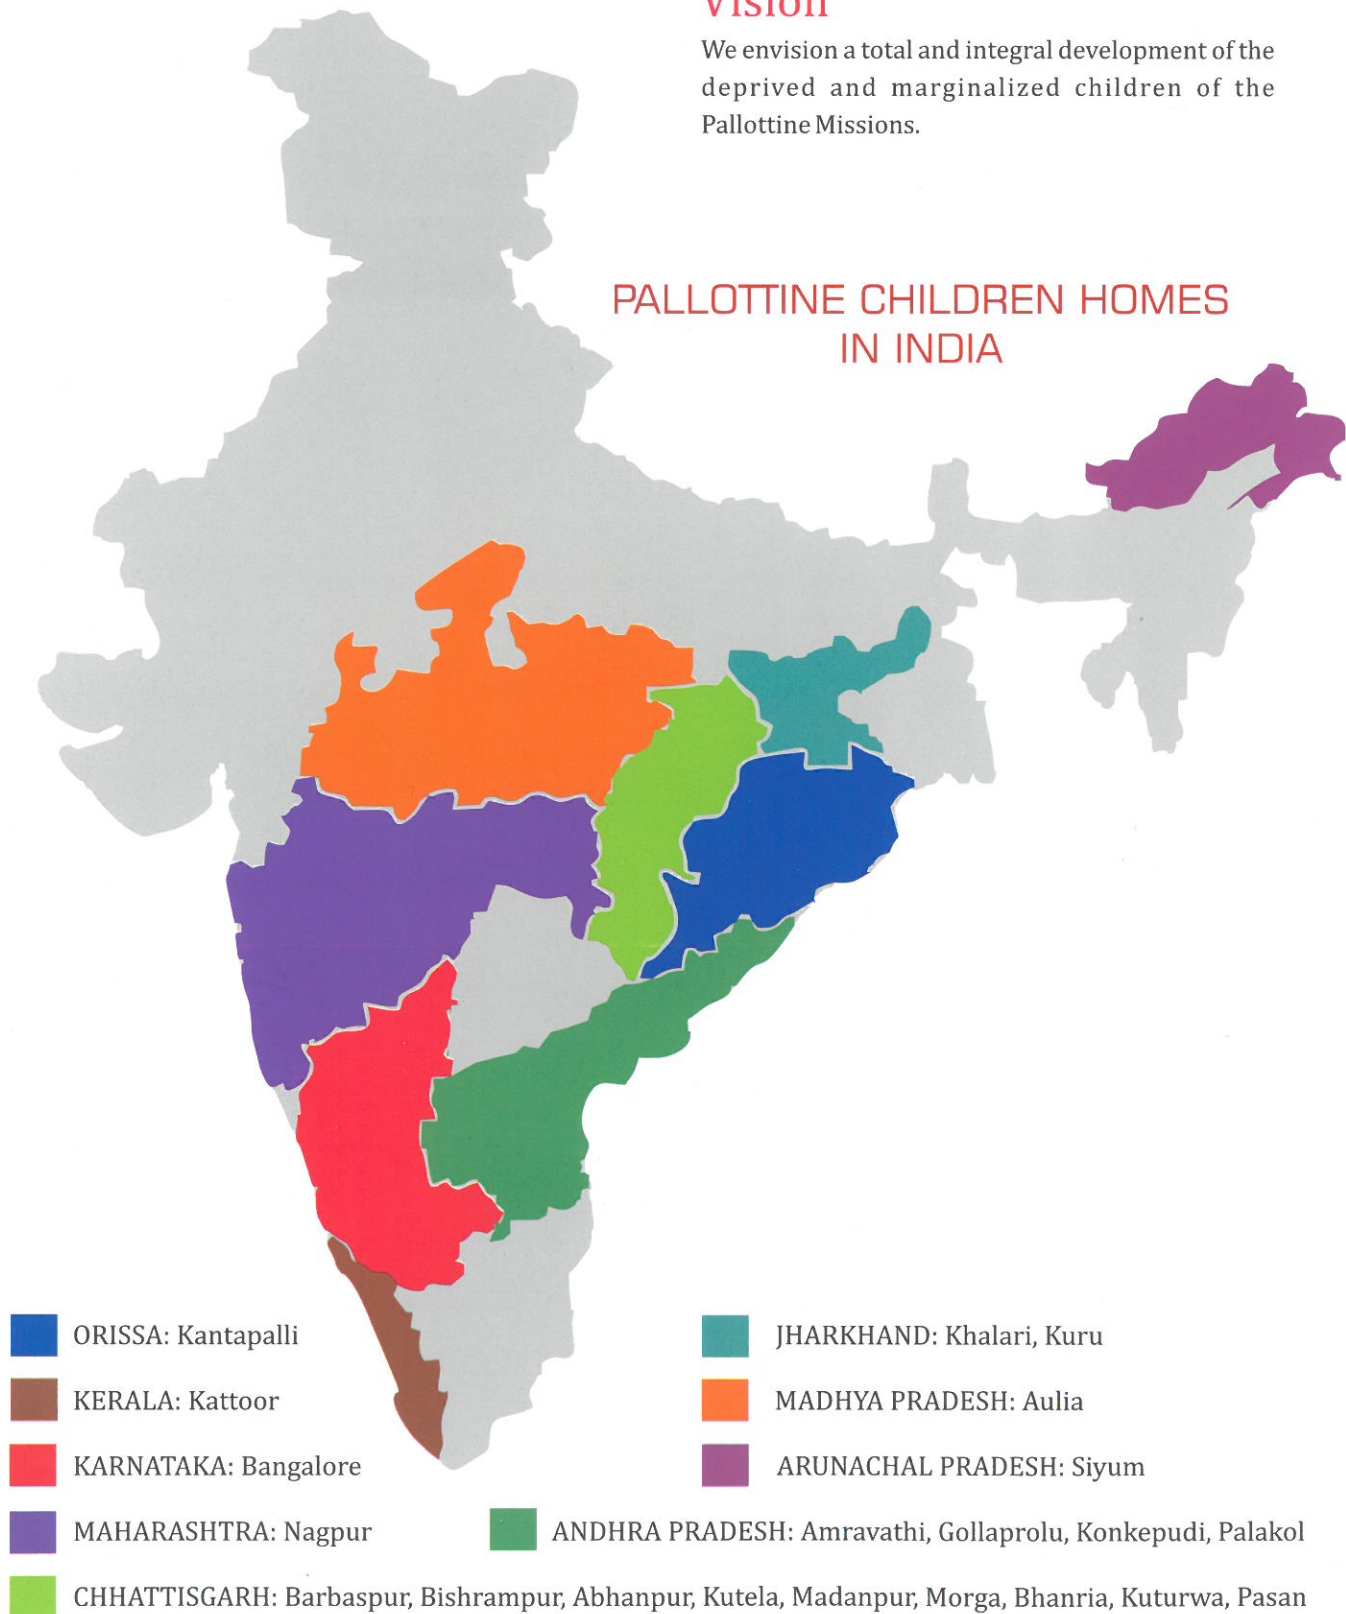 Vision
We envision a total and integral development of the
deprived and marginalized children of the
Pallottine Missions.
PALLOTTINE CHILDREN HOMES
IN INDIA
ORISSA: Kantapalli
JHARKHAND: Khalari, Kuru
KERALA: Kattoor
MADHYA PRADESH: Aulia
KARNATAKA: Bangalore
ARUNACHAL PRADESH: Siyum
MAHARASHTRA: Nagpur
ANDHRA PRADESH: Amravathi, Gollaprolu, Konkepudi, Palakol
CHHATTISGARH: Barbaspur, Bishrampur, Abhanpur, Kutela, Madanpur, Morga, Bhanria, Kuturwa, Pasan